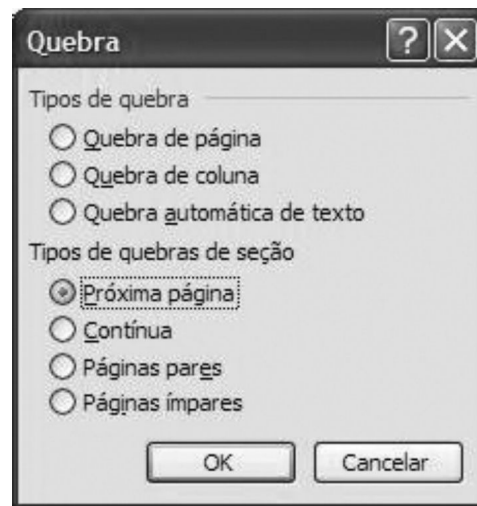 Quebra
Tipos de quebra
Quebra de página
Quebra de coluna
Quebra automática de texto
Tipos de quebras de seção
Próxima página
Contínua
Páginas pares
Páginas ímpares
OK Cancelar